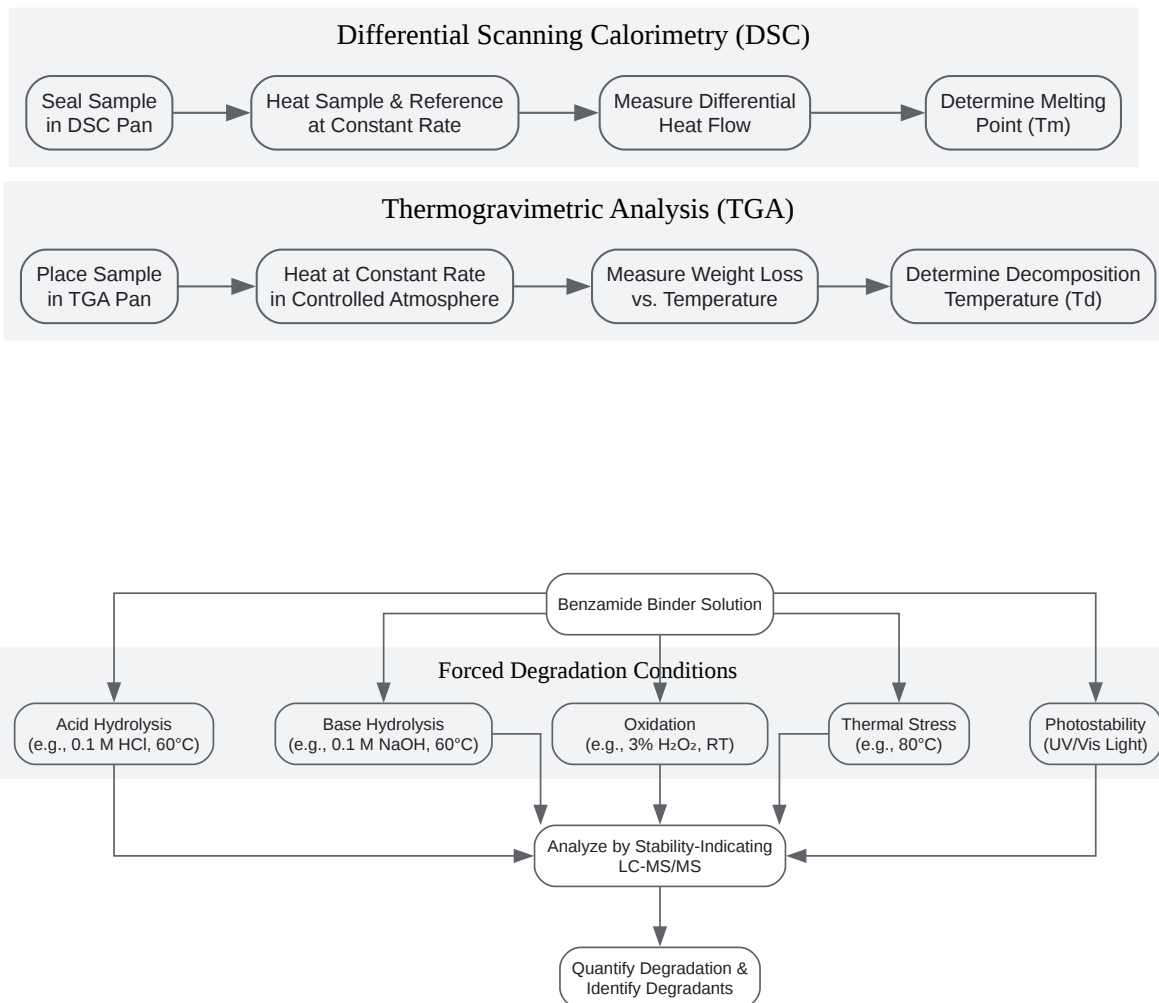 Differential Scanning Calorimetry (DSC)
Seal Sample
in DSC Pan
Heat Sample & Reference
at Constant Rate
Measure Differential
Heat Flow
Determine Melting
Point (Tm)
Thermogravimetric Analysis (TGA)
Place Sample
in TGA Pan
Heat at Constant Rate
in Controlled Atmosphere
Measure Weight Loss
vs. Temperature
Determine Decomposition
Temperature (Td)
Benzamide Binder Solution
Forced Degradation Conditions
Acid Hydrolysis
(e.g., 0.1 M HCl, 60°C)
Base Hydrolysis
(e.g., 0.1 M NaOH, 60°C)
Oxidation
(e.g., 3% H₂O₂, RT)
Thermal Stress
(e.g., 80°C)
Photostability
(UV/Vis Light)
Analyze by Stability-Indicating
LC-MS/MS
Quantify Degradation &
Identify Degradants